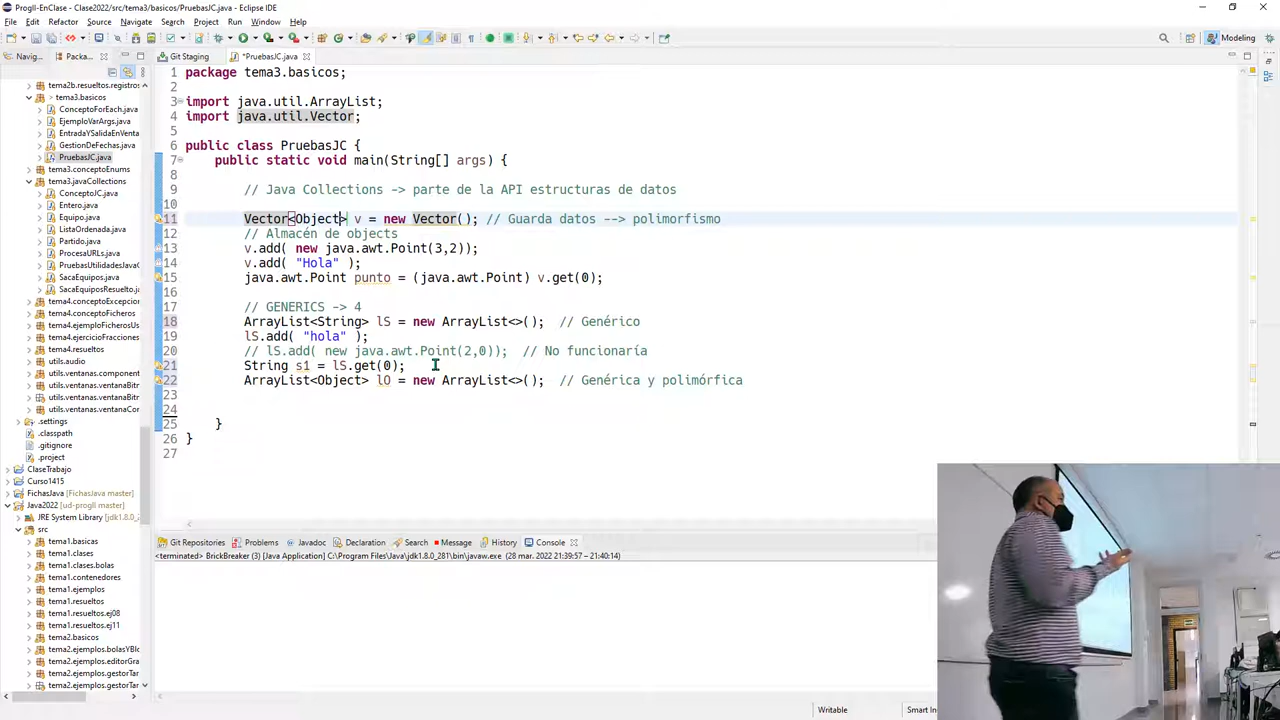 ProgII-EnClase - Clase2022/src/tema3/basicos/PruebasJC.java - Eclipse IDE
File Edit Refactor Source Navigate Search Project Run Window Help
Modeling
Navig... Packa...
Git Staging *PruebasJC.java
tema2b.resueltos.registros
tema3.basicos
ConceptoForEach.java
EjemploVarArgs.java
EntradaYSalidaEnVenta
GestionDeFechas.java
PruebasJC.java
tema3.conceptoEnums
tema3.javaCollections
ConceptoJC.java
Entero.java
Equipo.java
ListaOrdenada.java
Partido.java
ProcesaURLs.java
PruebasUtilidadesJavaC
SacaEquipos.java
SacaEquiposResuelto.ja
tema4.conceptoExcepcion
tema4.conceptoFicheros
tema4.ejemploFicherosUs
tema4.ejercicioFracciones
tema4.resueltos
utils.audio
utils.ventanas.component
utils.ventanas.ventanaBit
utils.ventanas.ventanaBitr
utils.ventanas.ventanaCor
.settings
.classpath
.gitignore
.project
ClaseTrabajo
Curso1415
FichasJava [FichasJava master]
Java2022 [ud-progII master]
JRE System Library [jdk1.8.0_2
src
tema1.basicas
tema1.clases
tema1.clases.bolas
tema1.contenedores
tema1.ejemplos
tema1.resueltos
tema1.resueltos.ej08
tema1.resueltos.ej11
tema2.basicos
tema2.ejemplos.bolasYBlo
tema2.ejemplos.editorGra
tema2.ejemplos.gestorTar
tema2.ejemplos.gestorTar
1 package tema3.basicos;
2
3 import java.util.ArrayList;
4 import java.util.Vector;
5
6 public class PruebasJC {
7 public static void main(String[] args) {
8
9 // Java Collections -> parte de la API estructuras de datos
10
11 Vector<Object> v = new Vector(); // Guarda datos --> polimorfismo
12 // Almacén de objects
13 v.add( new java.awt.Point(3,2));
14 v.add( "Hola" );
15 java.awt.Point punto = (java.awt.Point) v.get(0);
16
17 // GENERICS -> 4
18 ArrayList<String> lS = new ArrayList<>(); // Genérico
19 lS.add( "hola" );
20 // lS.add( new java.awt.Point(2,0)); // No funcionaría
21 String s1 = lS.get(0);
22 ArrayList<Object> lO = new ArrayList<>(); // Genérica y polimórfica
23
24
25 }
26 }
27
Git Repositories Problems Javadoc Declaration Search Message History Console
<terminated> BrickBreaker (3) [Java Application] C:\Program Files\Java\jdk1.8.0_281\bin\javaw.exe (28 mar. 2022 21:39:57 – 21:40:14)
Writable Smart In